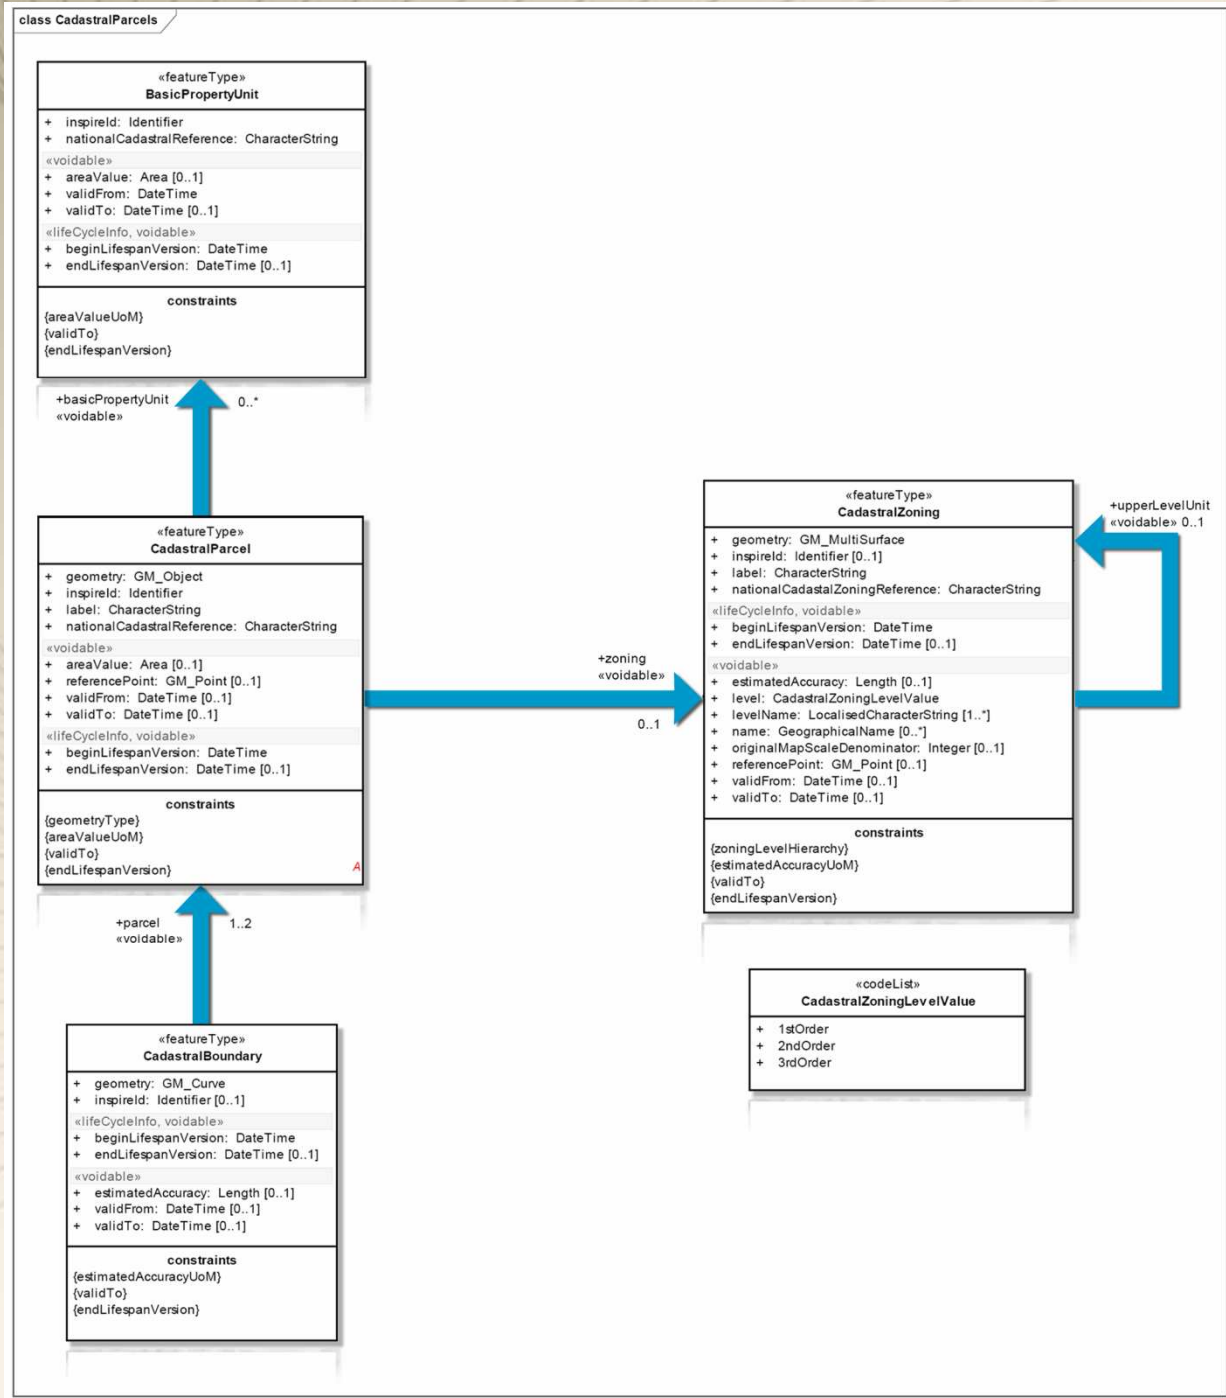 class CadastralParcels
«featureType»
BasicPropertyUnit
+ inspireId: Identifier
+ nationalCadastralReference: CharacterString
«voidable»
+ areaValue: Area [0..1]
+ validFrom: DateTime
+ validTo: DateTime [0..1]
«lifeCycleInfo, voidable»
+ beginLifespanVersion: DateTime
+ endLifespanVersion: DateTime [0..1]
constraints
{areaValueUoM}
{validTo}
{endLifespanVersion}
+basicPropertyUnit
«voidable»
0..*
«featureType»
CadastralParcel
+ geometry: GM_Object
+ inspireId: Identifier
+ label: CharacterString
+ nationalCadastralReference: CharacterString
«voidable»
+ areaValue: Area [0..1]
+ referencePoint: GM_Point [0..1]
+ validFrom: DateTime [0..1]
+ validTo: DateTime [0..1]
«lifeCycleInfo, voidable»
+ beginLifespanVersion: DateTime
+ endLifespanVersion: DateTime [0..1]
constraints
{geometryType}
{areaValueUoM}
{validTo}
{endLifespanVersion}
A
+zoning
«voidable»
0..1
«featureType»
CadastralZoning
+ geometry: GM_MultiSurface
+ inspireId: Identifier [0..1]
+ label: CharacterString
+ nationalCadastalZoningReference: CharacterString
«lifeCycleInfo, voidable»
+ beginLifespanVersion: DateTime
+ endLifespanVersion: DateTime [0..1]
«voidable»
+ estimatedAccuracy: Length [0..1]
+ level: CadastralZoningLevelValue
+ levelName: LocalisedCharacterString [1..*]
+ name: GeographicalName [0..*]
+ originalMapScaleDenominator: Integer [0..1]
+ referencePoint: GM_Point [0..1]
+ validFrom: DateTime [0..1]
+ validTo: DateTime [0..1]
constraints
{zoningLevelHierarchy}
{estimatedAccuracyUoM}
{validTo}
{endLifespanVersion}
+upperLevelUnit
«voidable» 0..1
+parcel
«voidable»
1..2
«featureType»
CadastralBoundary
+ geometry: GM_Curve
+ inspireId: Identifier [0..1]
«lifeCycleInfo, voidable»
+ beginLifespanVersion: DateTime
+ endLifespanVersion: DateTime [0..1]
«voidable»
+ estimatedAccuracy: Length [0..1]
+ validFrom: DateTime [0..1]
+ validTo: DateTime [0..1]
constraints
{estimatedAccuracyUoM}
{validTo}
{endLifespanVersion}
«codeList»
CadastralZoningLevelValue
+ 1stOrder
+ 2ndOrder
+ 3rdOrder